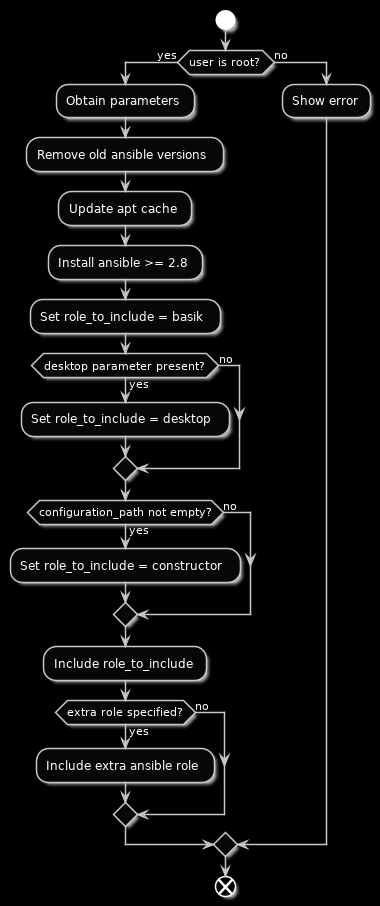 yes
user is root?
no
Obtain parameters
Show error
Remove old ansible versions
Update apt cache
Install ansible >= 2.8
Set role_to_include = basik
desktop parameter present?
no
yes
Set role_to_include = desktop
configuration_path not empty?
no
yes
Set role_to_include = constructor
Include role_to_include
extra role specified?
no
yes
Include extra ansible role